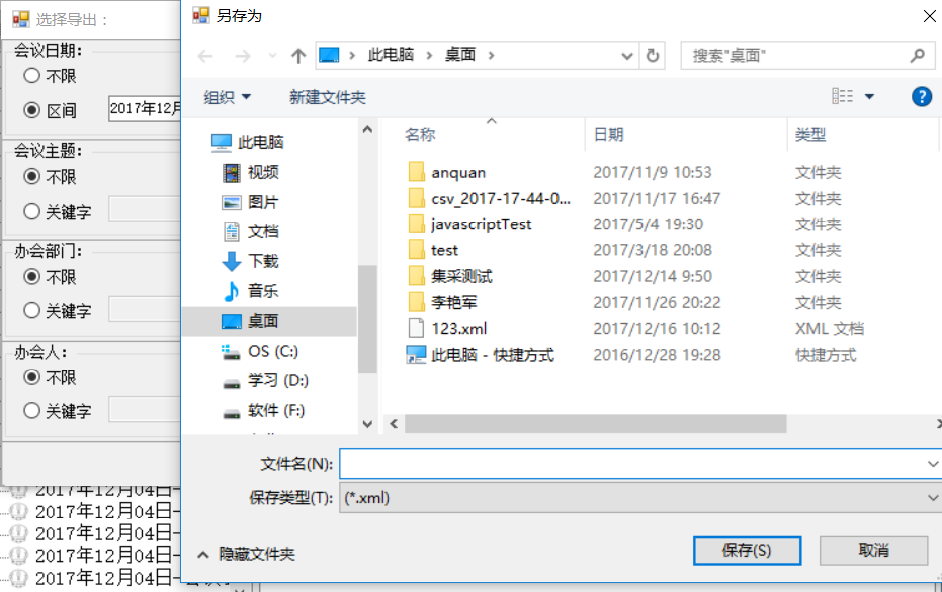 选择导出：
会议日期：
不限
区间
2017年12月
会议主题：
不限
关键字
办会部门：
不限
关键字
办会人：
不限
关键字
2017年12月04日
2017年12月04日
2017年12月04日
2017年12月04日
2017年12月04日
另存为
此电脑 桌面
搜索"桌面"
组织 新建文件夹
此电脑
视频
图片
文档
下载
音乐
桌面
OS (C:)
学习 (D:)
软件 (F:)
名称 日期 类型
anquan 2017/11/9 10:53 文件夹
csv_2017-17-44-0... 2017/11/17 16:47 文件夹
javascriptTest 2017/5/4 19:30 文件夹
test 2017/3/18 20:08 文件夹
集采测试 2017/12/14 9:50 文件夹
李艳军 2017/11/26 20:22 文件夹
123.xml 2017/12/16 10:12 XML 文档
此电脑 - 快捷方式 2016/12/28 19:28 快捷方式
文件名(N):
保存类型(T): (*.xml)
隐藏文件夹 保存(S) 取消